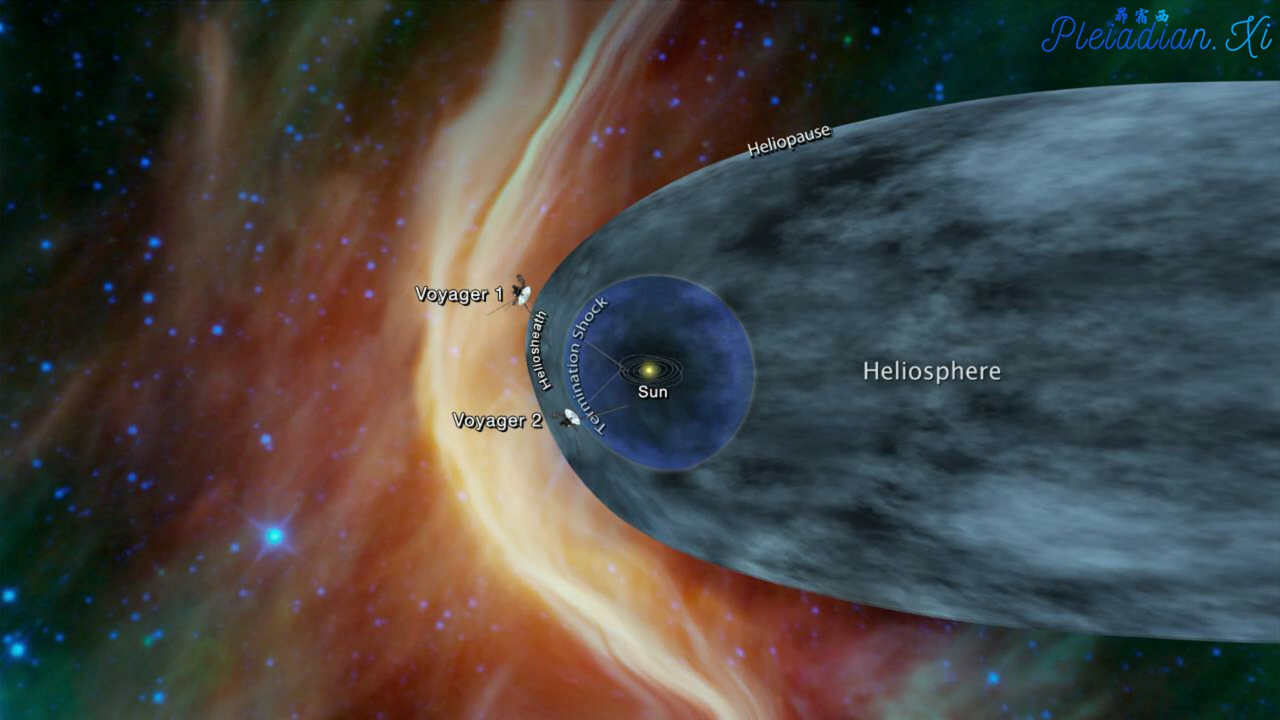 昴宿西
Pleiadian.Xi
Heliopause
Voyager 1
Heliosheath
Termination Shock
Heliosphere
Sun
Voyager 2